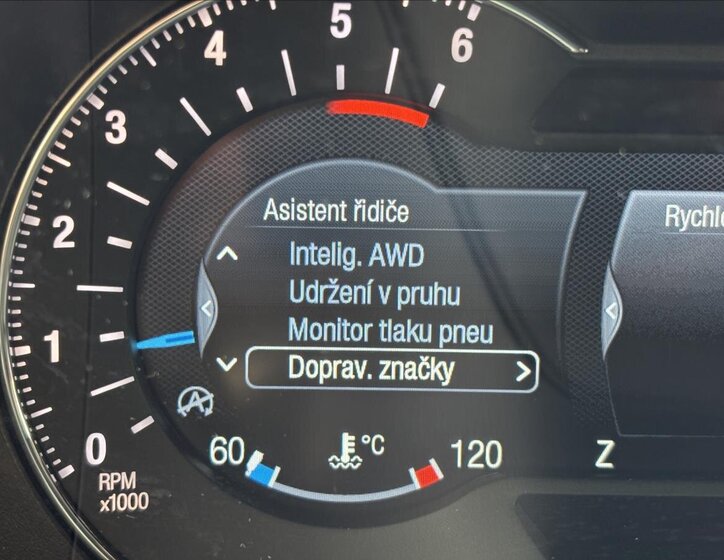 4
5
6
3
2
1
0
RPM
x1000
Asistent řidiče
Intelig. AWD
Udržení v pruhu
Monitor tlaku pneu
Doprav. značky
A
60
°C
120
Z